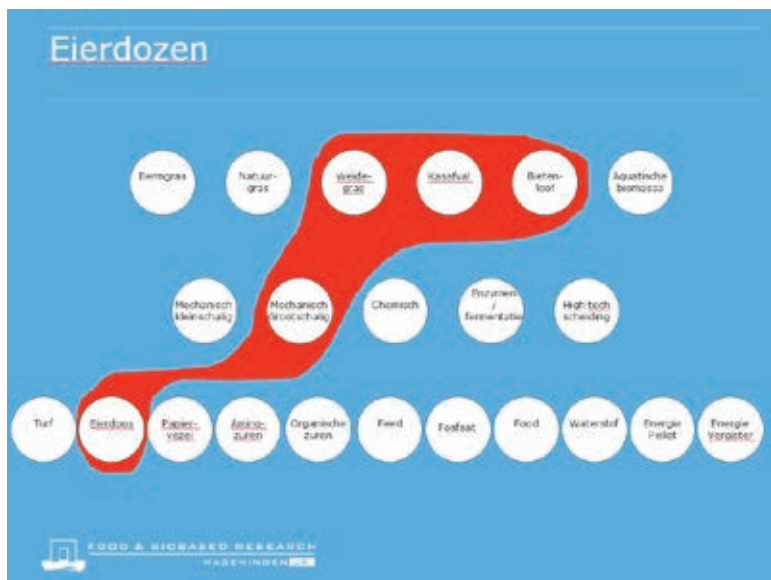 Eierdozen
Bermgras
Natuur-
gras
Weide-
gras
Kasafval
Bieten-
loof
Aquatische
biomassa
Mechanisch
kleinschalig
Mechanisch
Grootschalig
Chemisch
Enzymen
/
fermentatie
High tech
scheiding
Turf
Eierdoos
Papier-
vezel
Amino-
zuren
Organische
zuren
Feed
Fosfaat
Food
Waterstof
Energie
Pellet
Energie
Vergister
FOOD & BIOBASED RESEARCH
WAGENINGEN UR